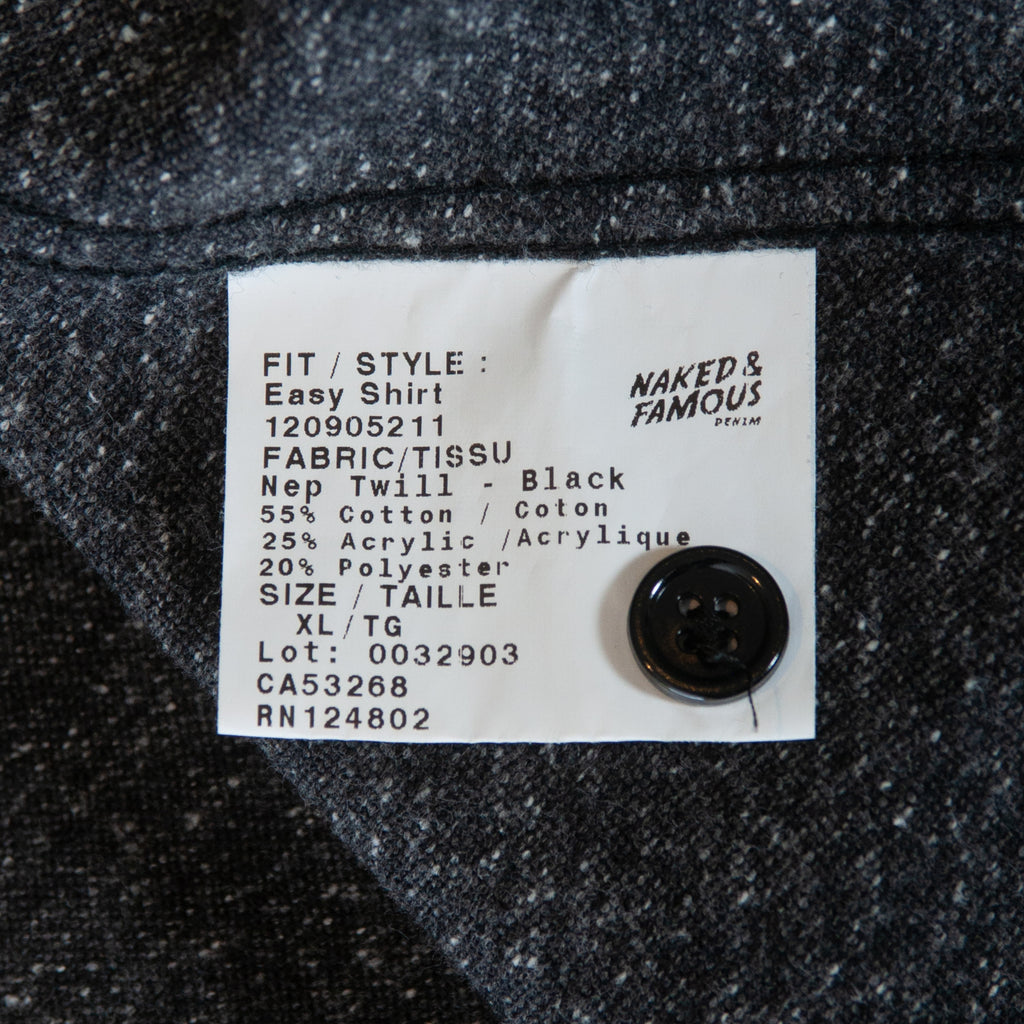 FIT / STYLE :
Easy Shirt
120905211
FABRIC/TISSU
Nep Twill - Black
55% Cotton / Coton
25% Acrylic /Acrylique
20% Polyester
SIZE / TAILLE
XL/TG
Lot: 0032903
CA53268
RN124802
NAKED &
FAMOUS
DENIM